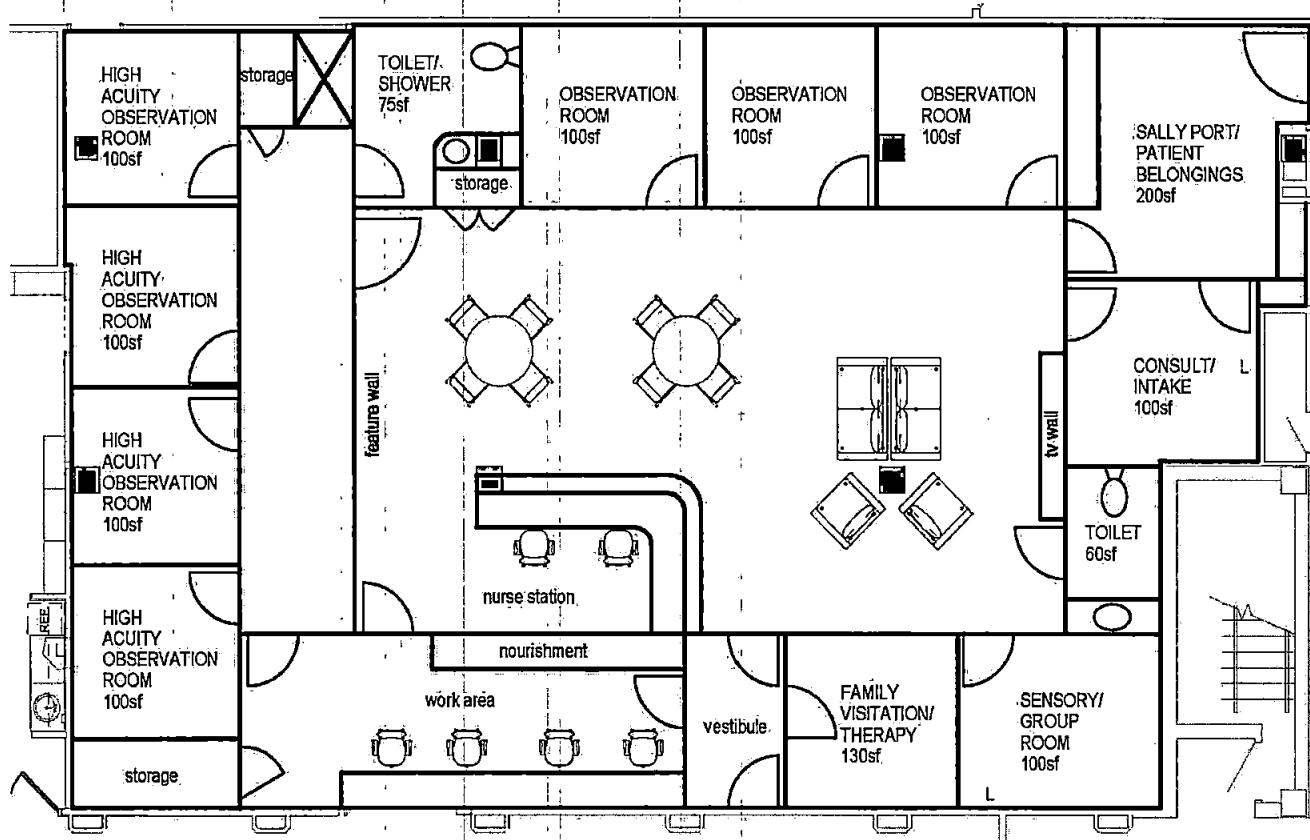 HIGH
ACUITY
OBSERVATION
ROOM
100sf
storage
TOILET/
SHOWER
75sf
storage
OBSERVATION
ROOM
100sf
OBSERVATION
ROOM
100sf
OBSERVATION
ROOM
100sf
SALLY PORT/
PATIENT
BELONGINGS
200sf
HIGH
ACUITY
OBSERVATION
ROOM
100sf
feature wall
tv wall
CONSULT/
INTAKE
100sf
L
HIGH
ACUITY
OBSERVATION
ROOM
100sf
TOILET
60sf
nurse station
HIGH
ACUITY
OBSERVATION
ROOM
100sf
REF.
nourishment
work area
vestibule
FAMILY
VISITATION/
THERAPY
130sf
SENSORY/
GROUP
ROOM
100sf
L
storage